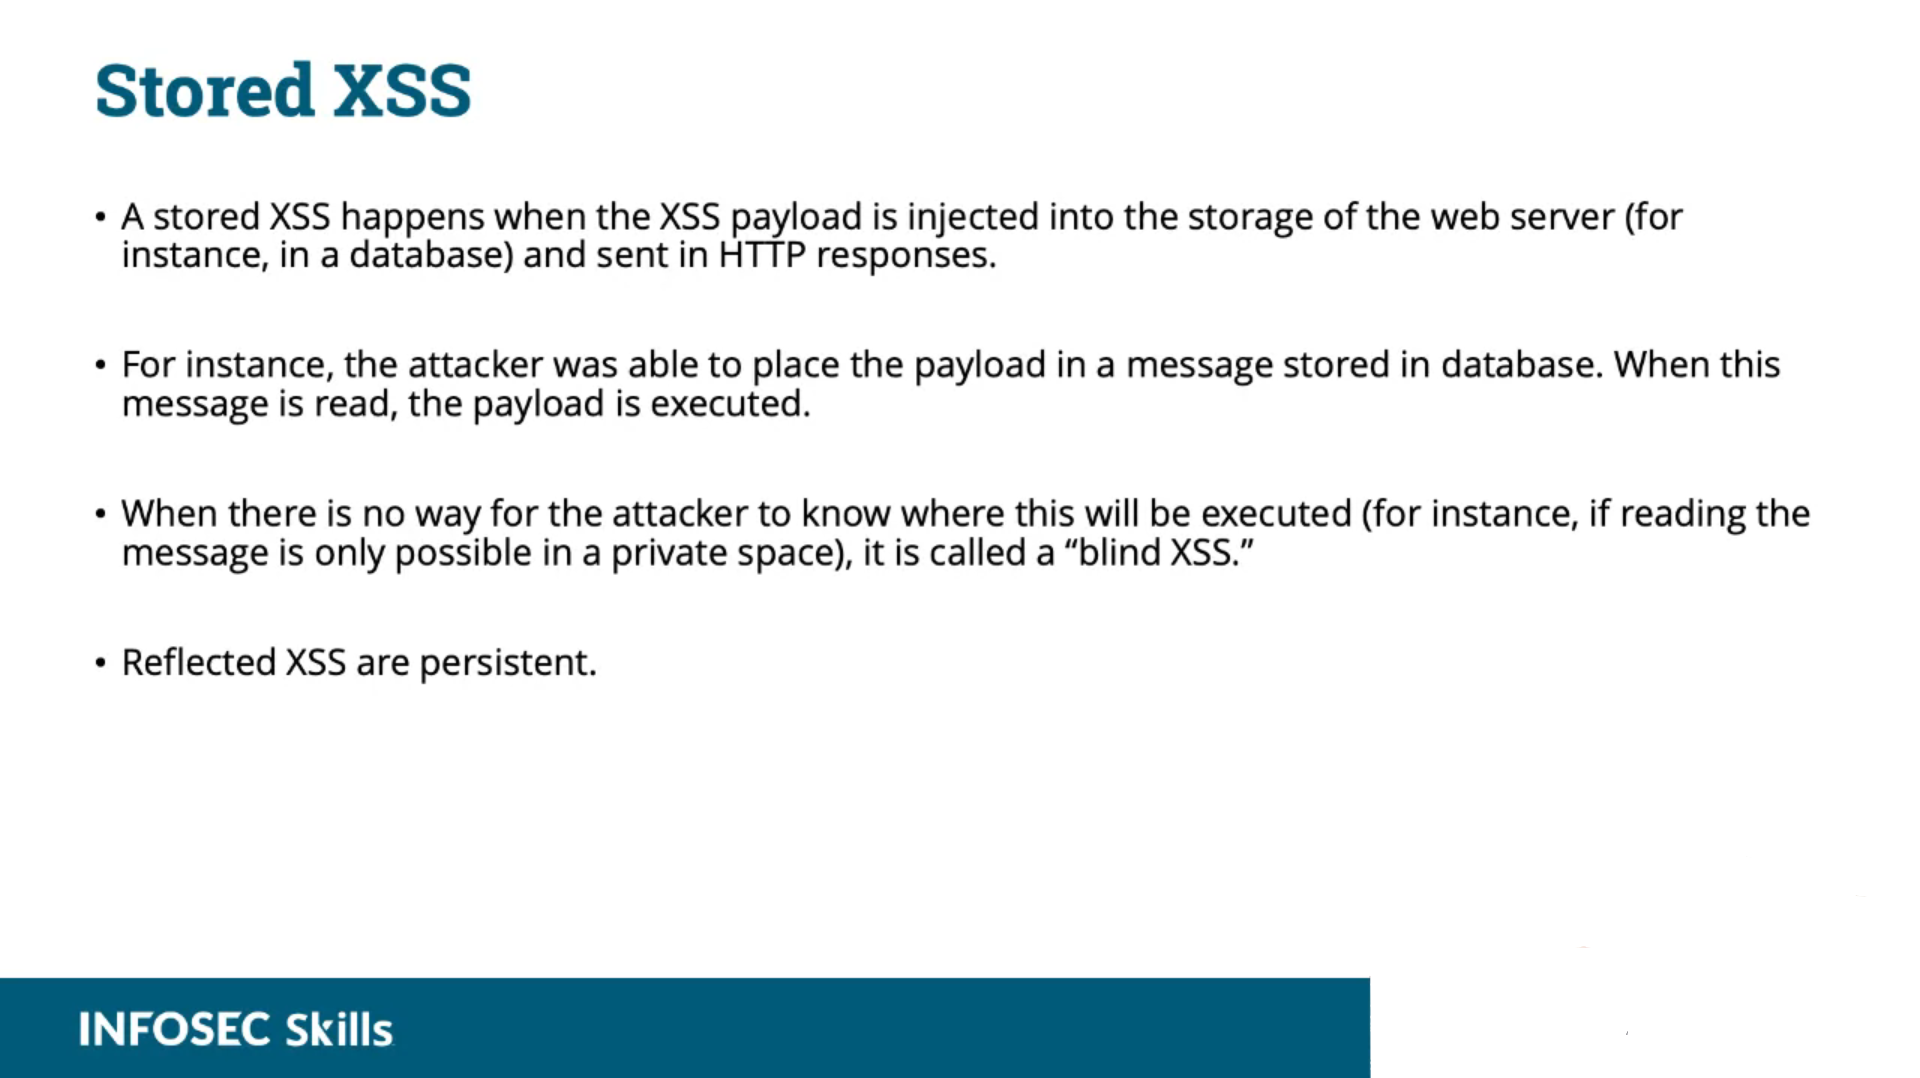 Stored XSS
• A stored XSS happens when the XSS payload is injected into the storage of the web server (for
instance, in a database) and sent in HTTP responses.
• For instance, the attacker was able to place the payload in a message stored in database. When this
message is read, the payload is executed.
• When there is no way for the attacker to know where this will be executed (for instance, if reading the
message is only possible in a private space), it is called a “blind XSS.”
• Reflected XSS are persistent.
INFOSEC Skills